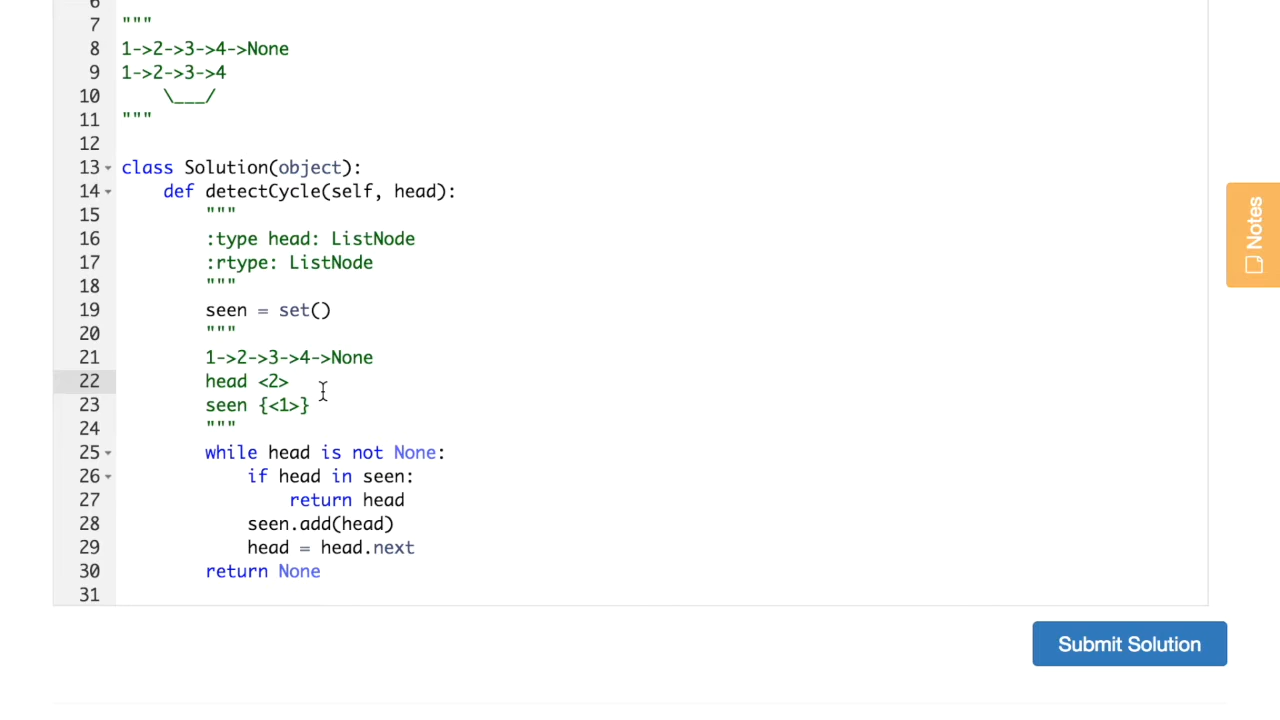 6
7 """
8 1->2->3->4->None
9 1->2->3->4
10     \___/
11 """
12
13 class Solution(object):
14     def detectCycle(self, head):
15         """
16         :type head: ListNode
17         :rtype: ListNode
18         """
19         seen = set()
20         """
21         1->2->3->4->None
22         head <2>
23         seen {<1>}
24         """
25         while head is not None:
26             if head in seen:
27                 return head
28             seen.add(head)
29             head = head.next
30         return None
31
Notes
Submit Solution